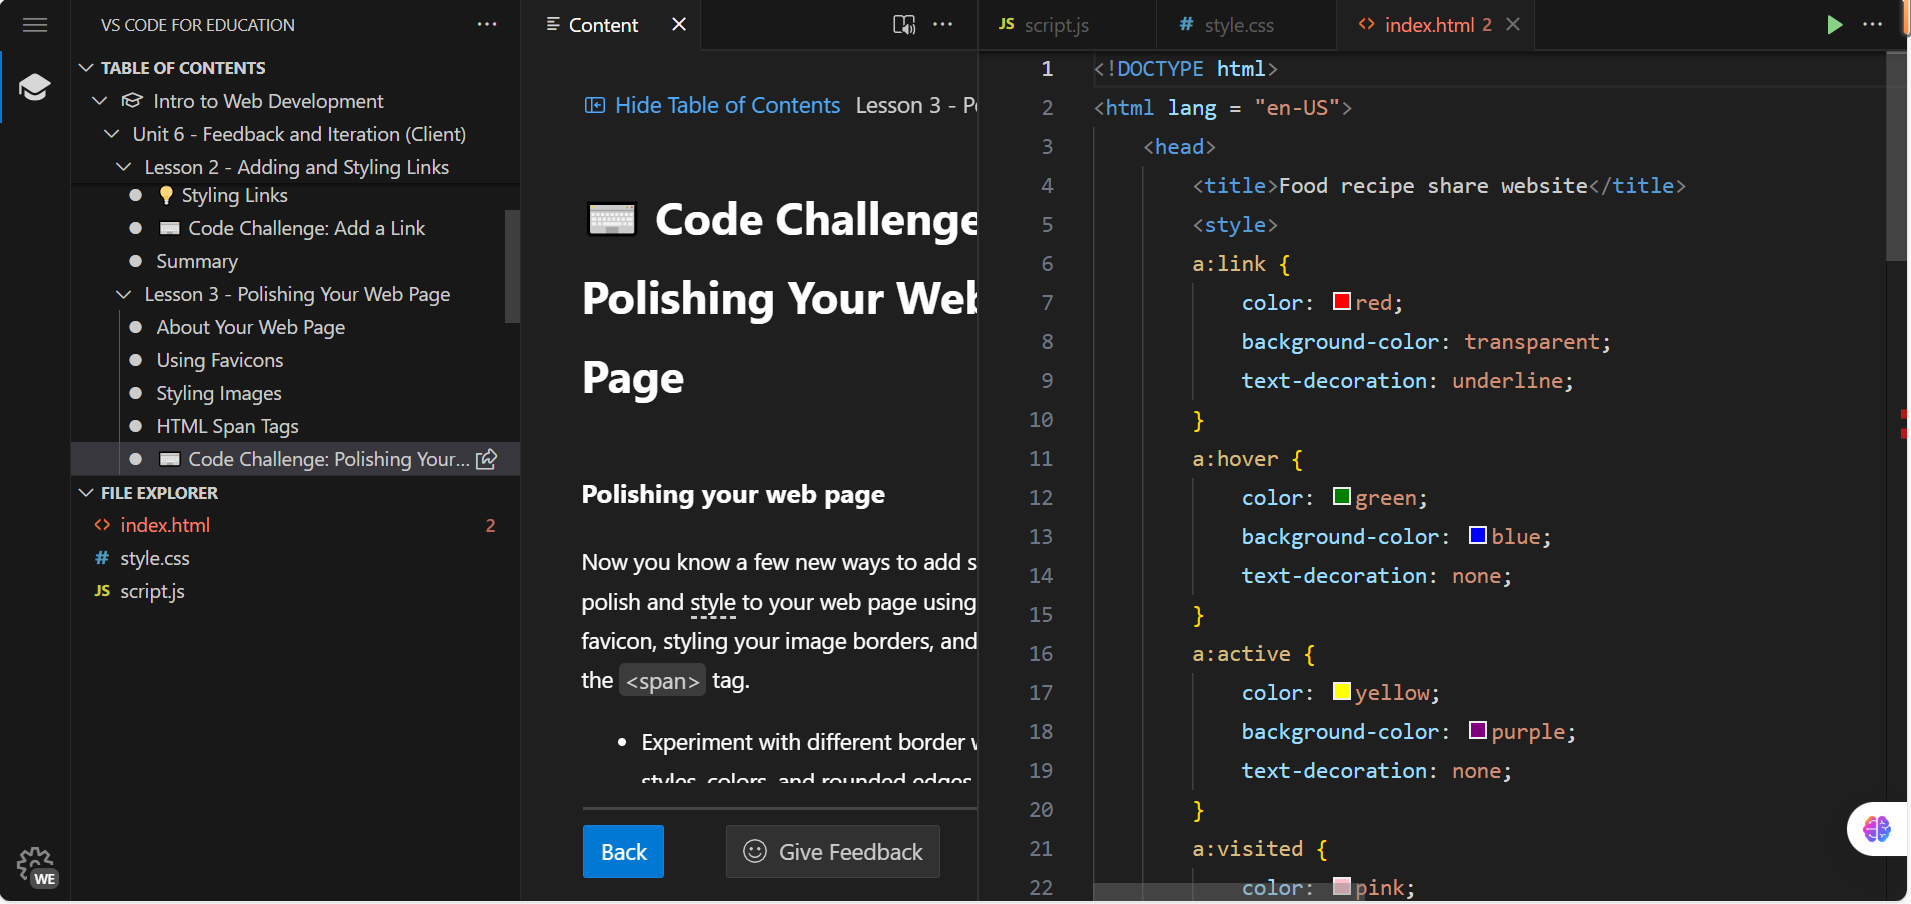 VS CODE FOR EDUCATION
TABLE OF CONTENTS
Intro to Web Development
Unit 6 - Feedback and Iteration (Client)
Lesson 2 - Adding and Styling Links
Styling Links
Code Challenge: Add a Link
Summary
Lesson 3 - Polishing Your Web Page
About Your Web Page
Using Favicons
Styling Images
HTML Span Tags
Code Challenge: Polishing Your...
FILE EXPLORER
index.html 2
style.css
JS script.js
WE
Content
Hide Table of Contents Lesson 3 - Po
Code Challenge
Polishing Your Web
Page
Polishing your web page
Now you know a few new ways to add s
polish and style to your web page using
favicon, styling your image borders, and
the <span> tag.
• Experiment with different border w
styles, colors, and rounded edges
Back
Give Feedback
JS script.js
# style.css
<> index.html 2
1 <!DOCTYPE html>
2 <html lang = "en-US">
3 <head>
4 <title>Food recipe share website</title>
5 <style>
6 a:link {
7 color: red;
8 background-color: transparent;
9 text-decoration: underline;
10 }
11 a:hover {
12 color: green;
13 background-color: blue;
14 text-decoration: none;
15 }
16 a:active {
17 color: yellow;
18 background-color: purple;
19 text-decoration: none;
20 }
21 a:visited {
22 color: pink;